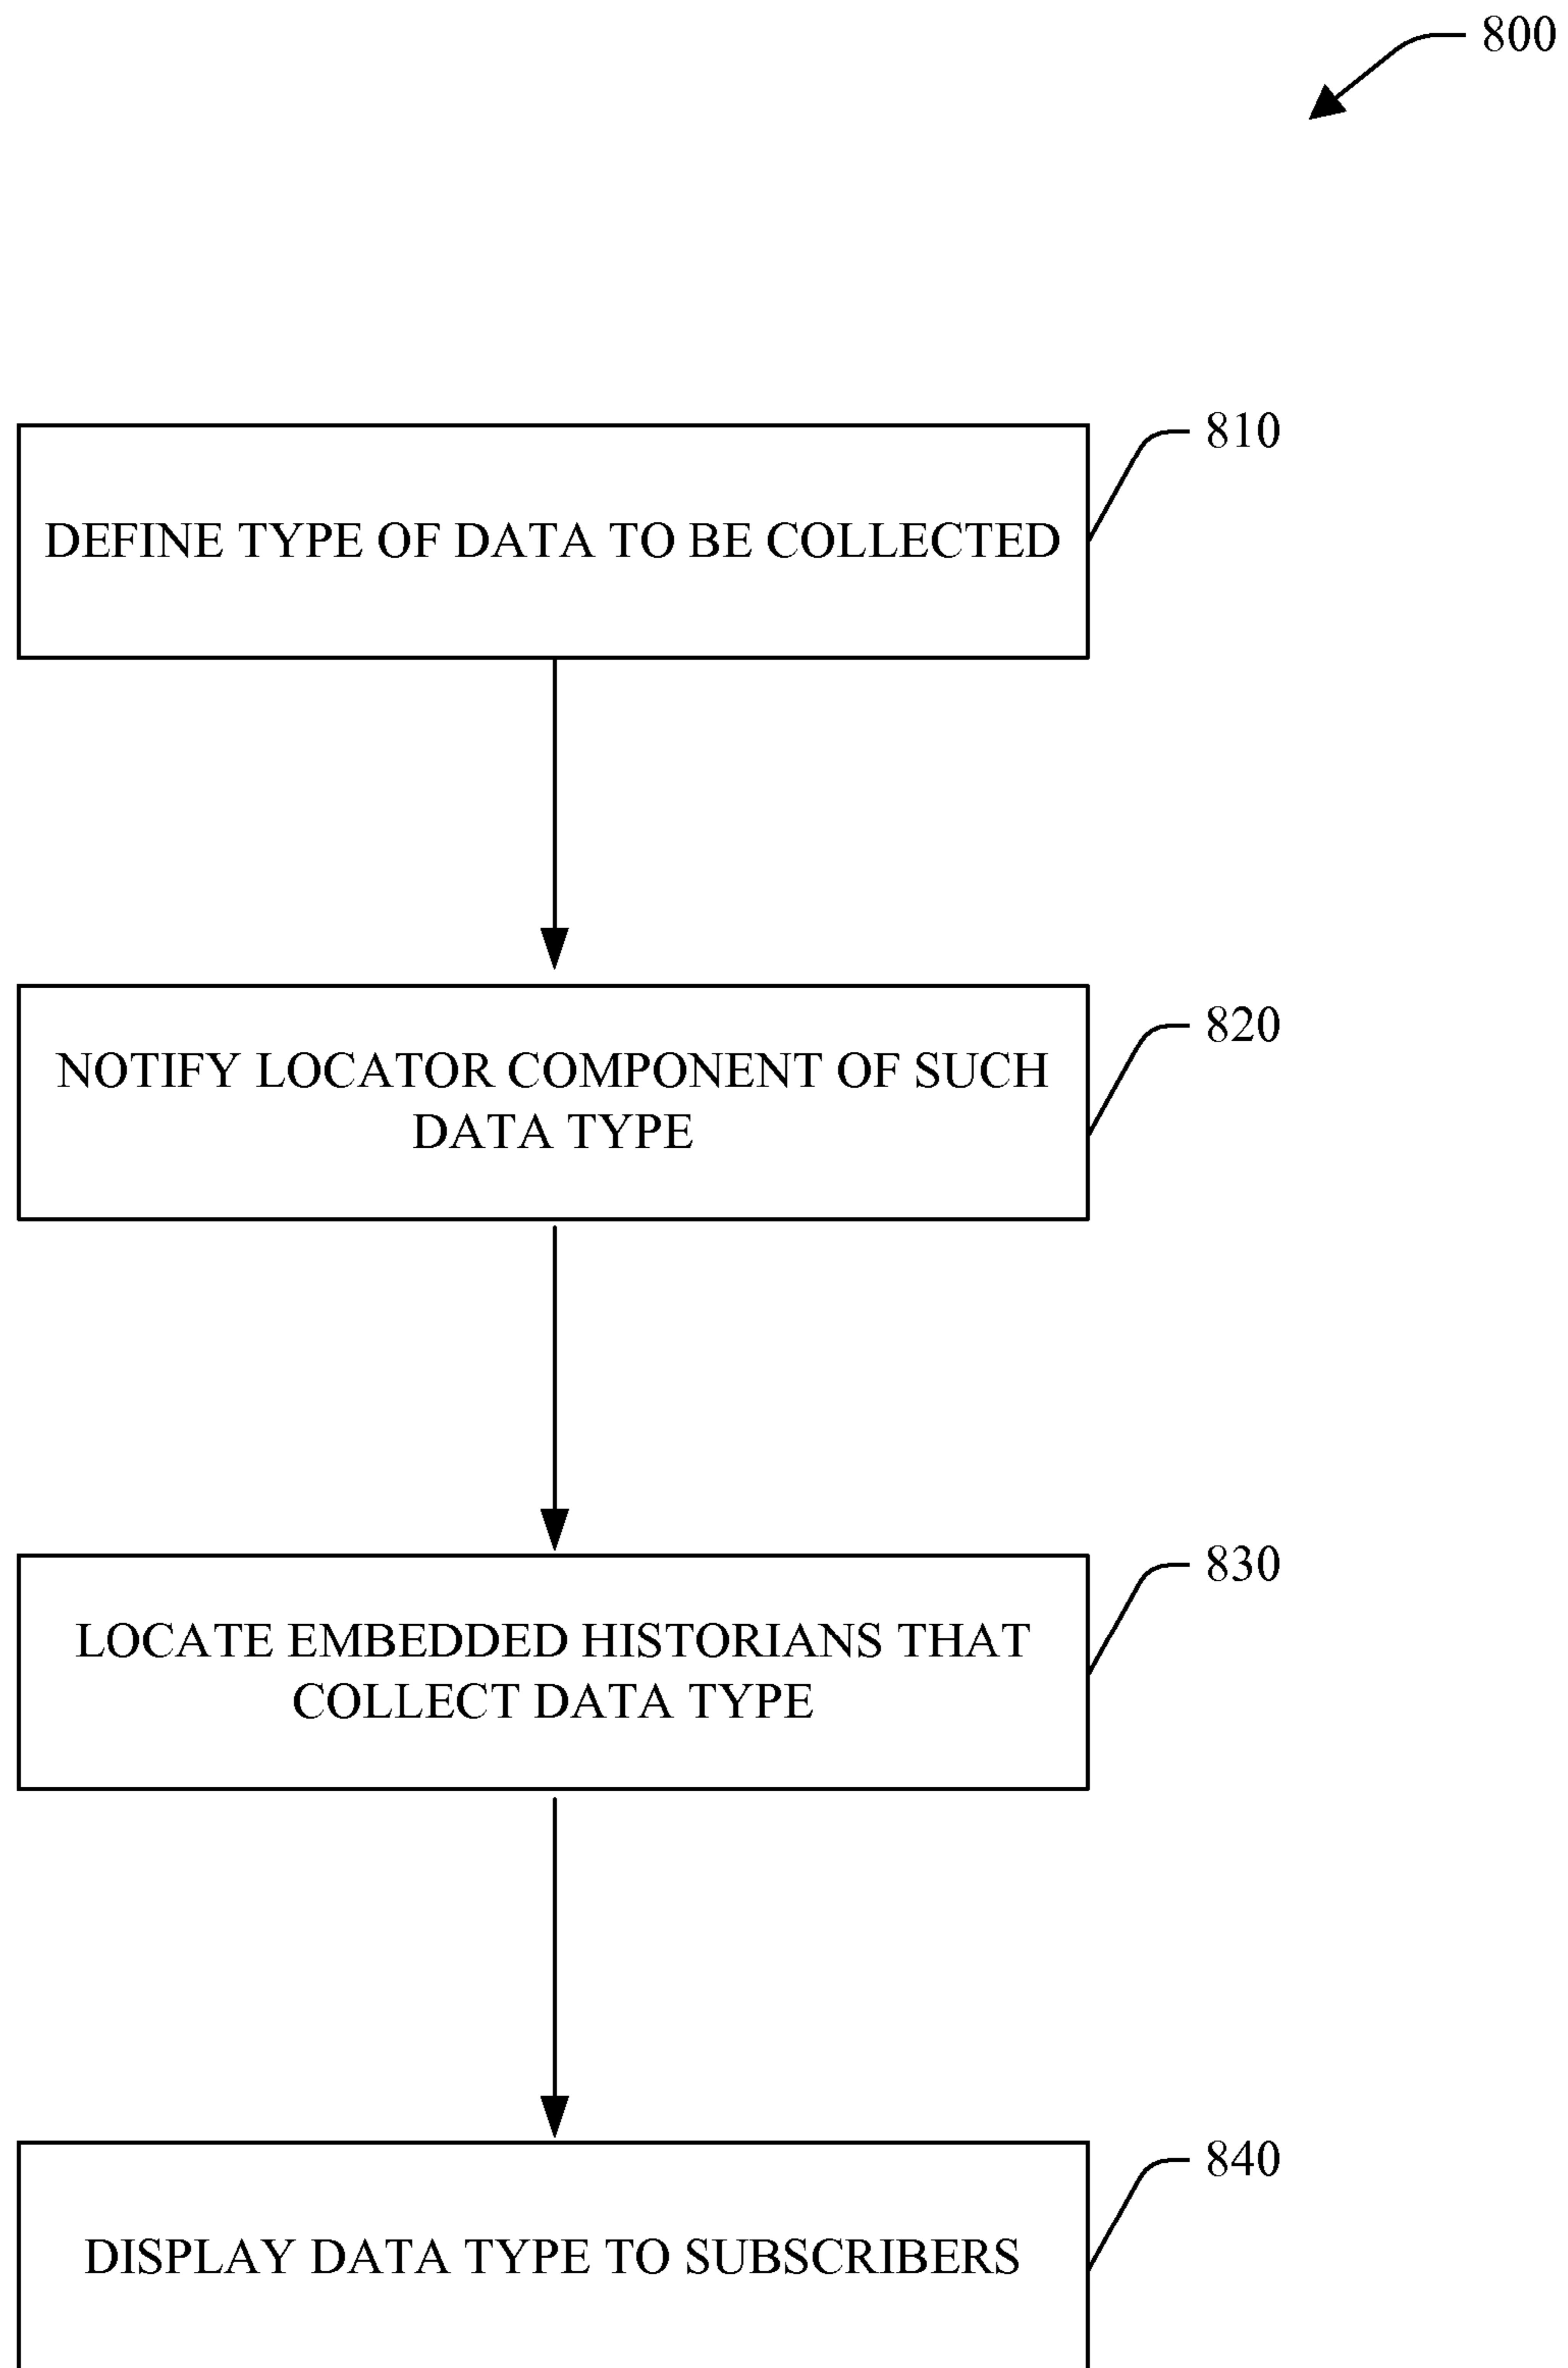 800
810
DEFINE TYPE OF DATA TO BE COLLECTED
820
NOTIFY LOCATOR COMPONENT OF SUCH
DATA TYPE
830
LOCATE EMBEDDED HISTORIANS THAT
COLLECT DATA TYPE
840
DISPLAY DATA TYPE TO SUBSCRIBERS